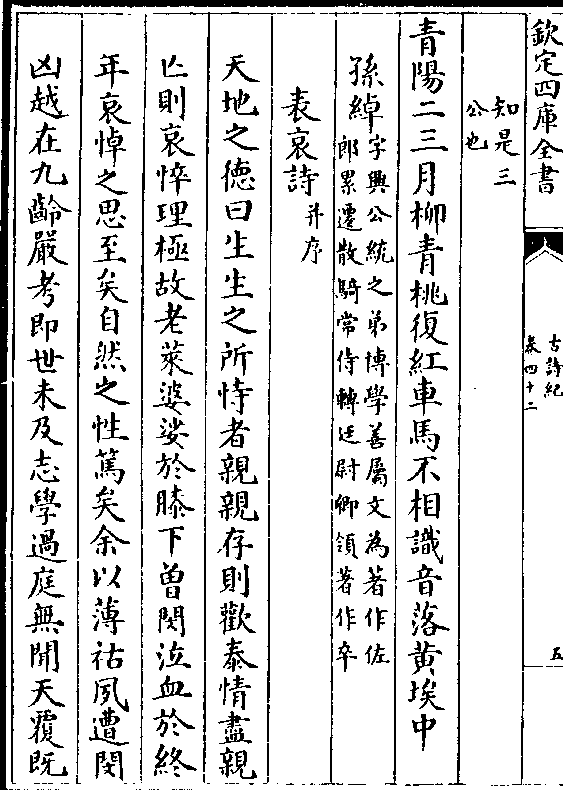 欽定四庫全書
古詩紀
卷四十二
五
知是三
公也
青陽二三月柳青桃復紅車馬不相識音落黃埃中
孫綽字興公統之弟博學善屬文為著作佐
郎累遷散騎常侍轉廷尉卿領著作卒
表哀詩并序
天地之德曰生生之所恃者親親存則歡泰情盡親
亡則哀悴理極故老萊婆娑於膝下曾閔泣血於終
年哀悼之思至矣自然之性篤矣余以薄祜夙遭閔
凶越在九齡嚴考即世未及志學過庭無聞天覆既